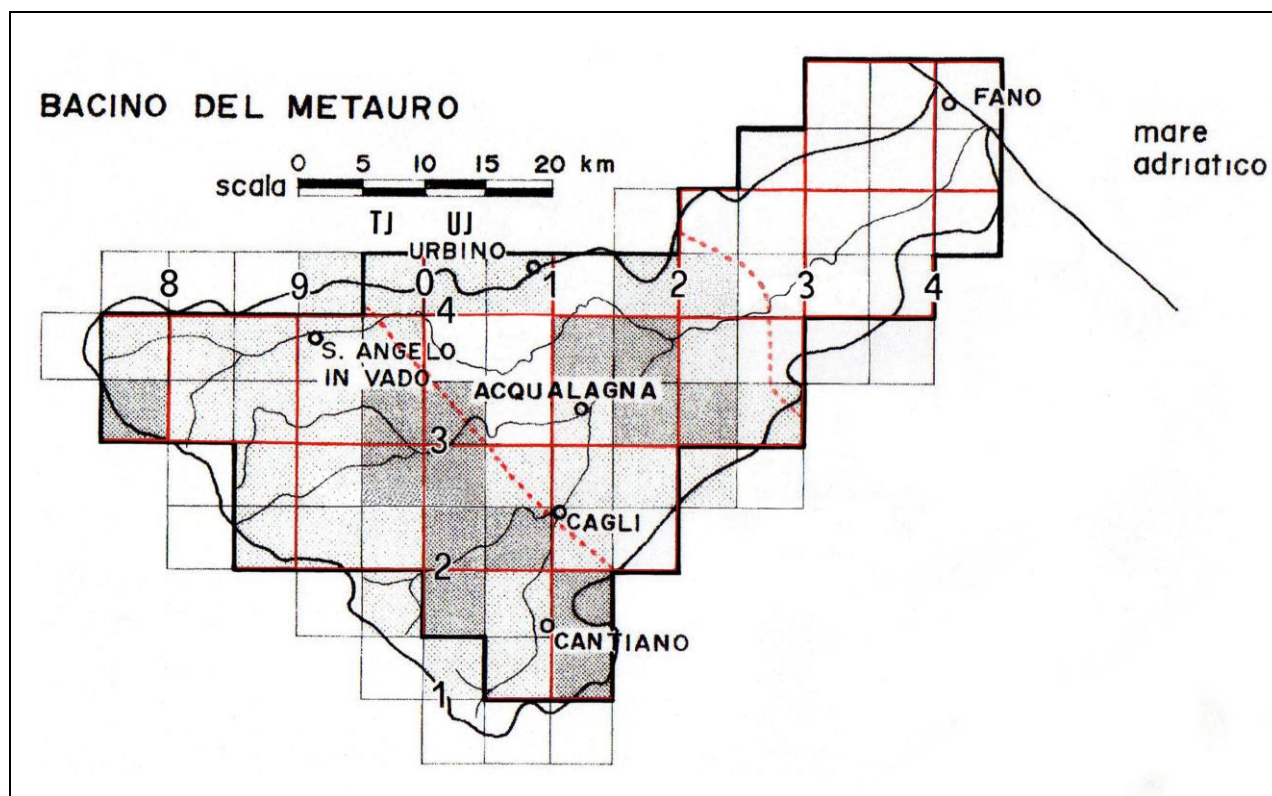 FANO
BACINO DEL METAURO
mare
adriatico
0 5 10 15 20 km
scala
TJ UJ
URBINO
8 9 0 1 2 3 4
4
S. ANGELO
IN VADO
ACQUALAGNA
3
CAGLI
2
CANTIANO
1